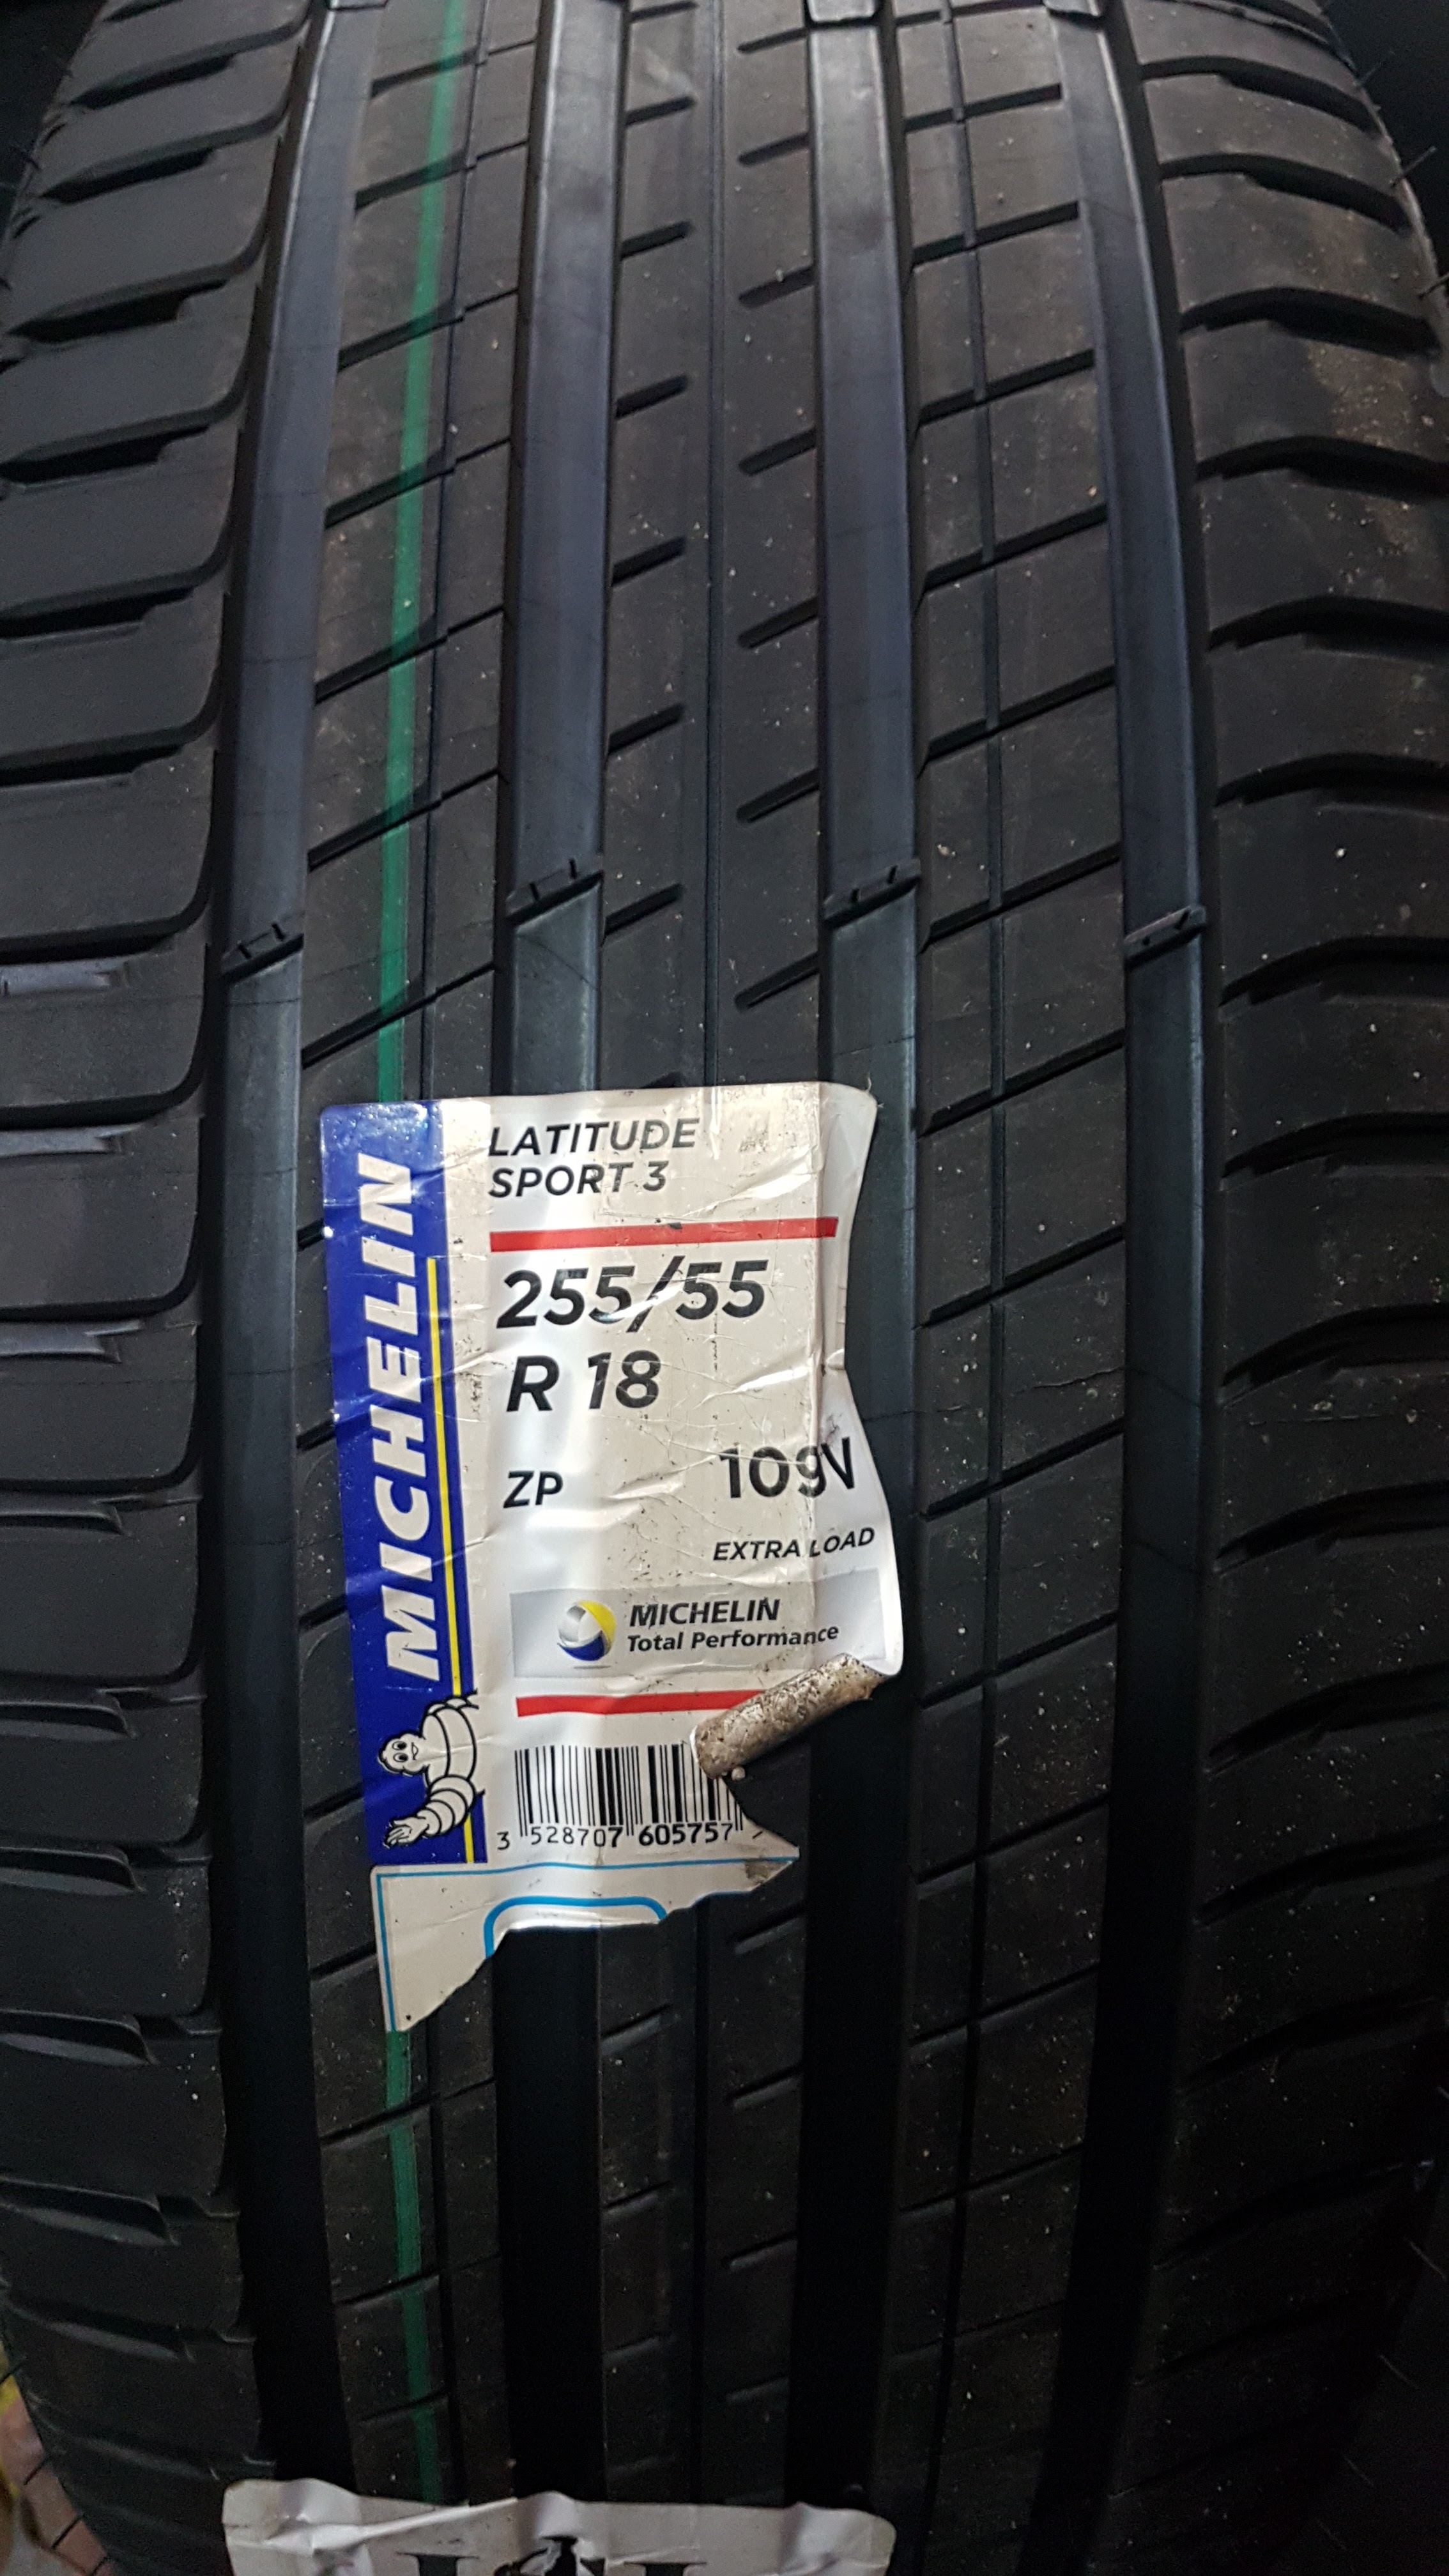 MICHELIN
LATITUDE
SPORT 3
255/55
R 18
ZP 109V
EXTRA LOAD
MICHELIN
Total Performance
3 528707 605757